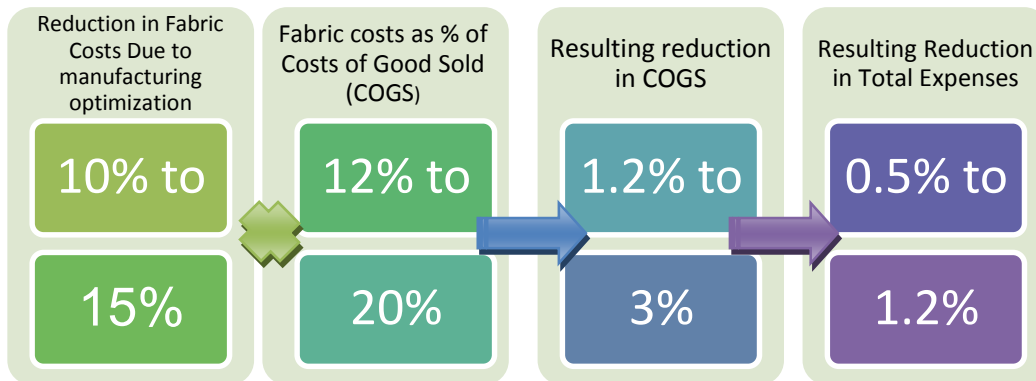 Reduction in Fabric
Costs Due to
manufacturing
optimization
10% to
15%
Fabric costs as % of
Costs of Good Sold
(COGS)
12% to
20%
Resulting reduction
in COGS
1.2% to
3%
Resulting Reduction
in Total Expenses
0.5% to
1.2%